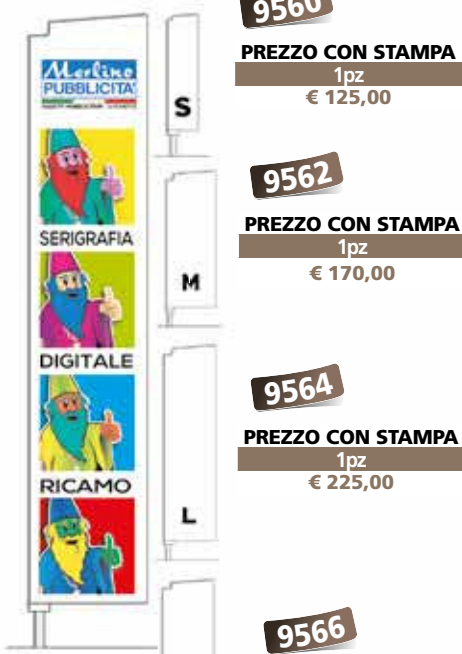 Merlino
PUBBLICITA'
SERIGRAFIA
DIGITALE
RICAMO
S
M
L
9560
PREZZO CON STAMPA
1pz
€ 125,00
9562
PREZZO CON STAMPA
1pz
€ 170,00
9564
PREZZO CON STAMPA
1pz
€ 225,00
9566